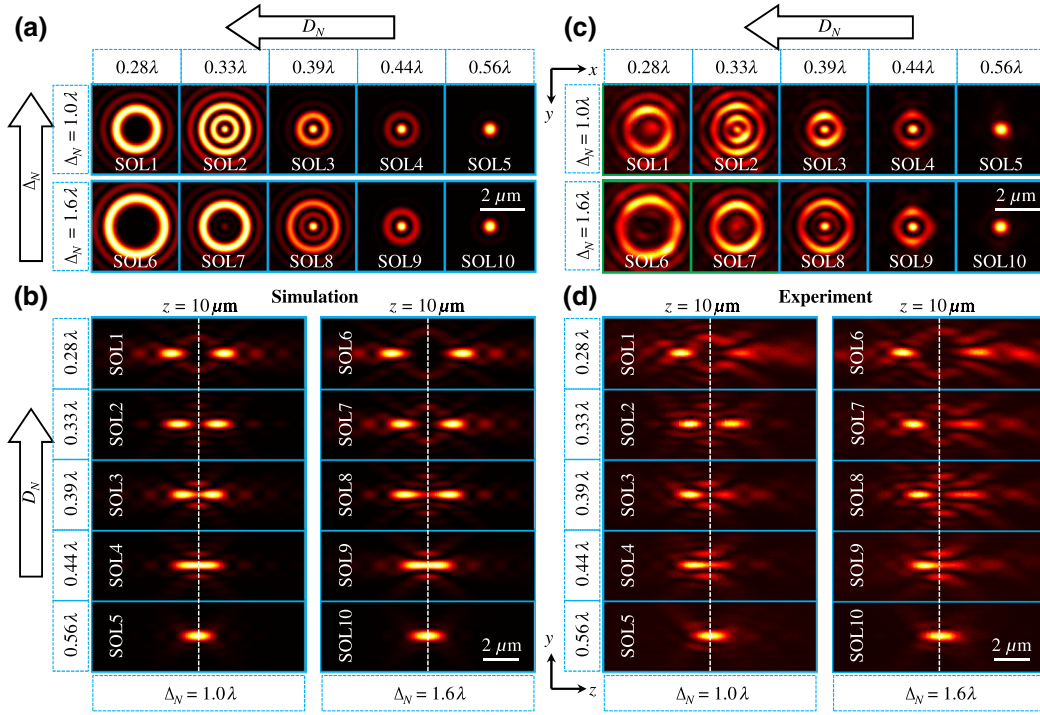 (a)
D_N
0.28λ 0.33λ 0.39λ 0.44λ 0.56λ
Δ_N
Δ_N = 1.0λ
SOL1 SOL2 SOL3 SOL4 SOL5
Δ_N = 1.6λ
2 μm
SOL6 SOL7 SOL8 SOL9 SOL10
(c)
D_N
x
y
0.28λ 0.33λ 0.39λ 0.44λ 0.56λ
Δ_N = 1.0λ
SOL1 SOL2 SOL3 SOL4 SOL5
Δ_N = 1.6λ
2 μm
SOL6 SOL7 SOL8 SOL9 SOL10
(b)
Simulation
z = 10 μm z = 10 μm
D_N
0.28λ
SOL1 SOL6
0.33λ
SOL2 SOL7
0.39λ
SOL3 SOL8
0.44λ
SOL4 SOL9
0.56λ
SOL5 SOL10
2 μm
Δ_N = 1.0λ Δ_N = 1.6λ
y
z
(d)
Experiment
z = 10 μm z = 10 μm
0.28λ
SOL1 SOL6
0.33λ
SOL2 SOL7
0.39λ
SOL3 SOL8
0.44λ
SOL4 SOL9
0.56λ
SOL5 SOL10
2 μm
Δ_N = 1.0λ Δ_N = 1.6λ